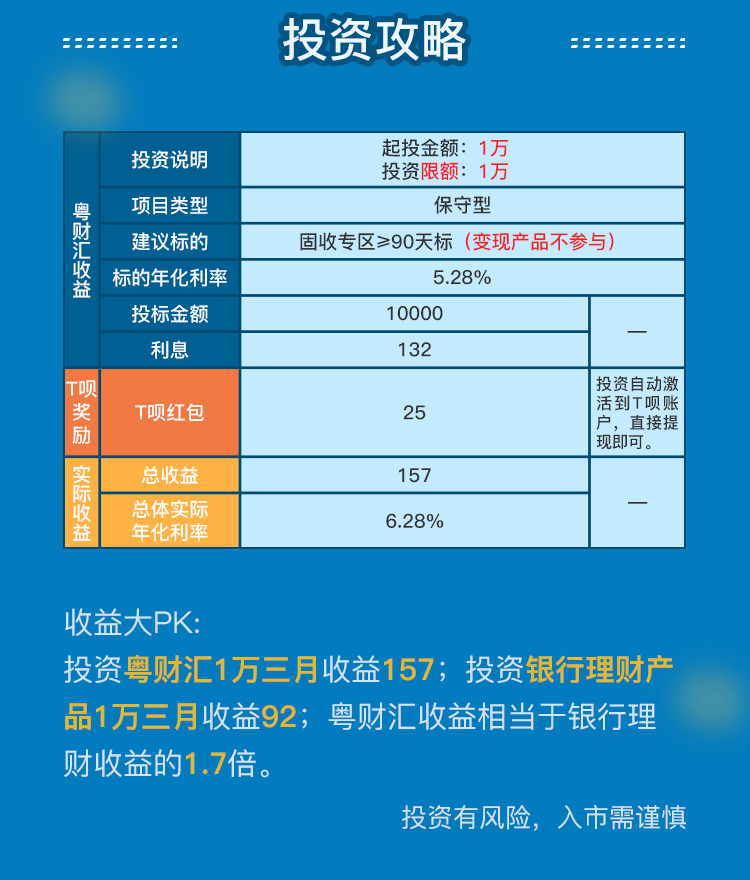 投资攻略
粤财汇收益
投资说明
起投金额：1万
投资限额：1万
项目类型
保守型
建议标的
固收专区≥90天标（变现产品不参与）
标的年化利率
5.28%
投标金额
10000
—
利息
132
T呗
奖
励
T呗红包
25
投资自动激
活到T呗账
户，直接提
现即可。
实际收益
总收益
157
—
总体实际
年化利率
6.28%
收益大PK:
投资粤财汇1万三月收益157；投资银行理财产
品1万三月收益92；粤财汇收益相当于银行理
财收益的1.7倍。
投资有风险，入市需谨慎